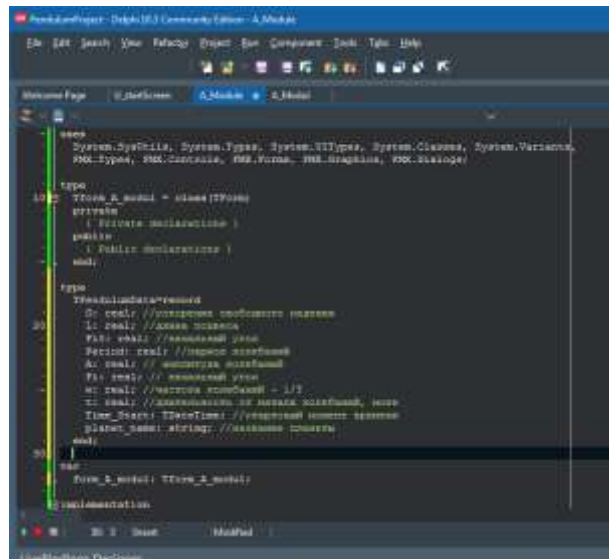 PendulumProject - Delphi 10.3 Community Edition - A_Module
File Edit Search View Refactor Project Run Component Tools Tabs Help
Welcome Page U_startScreen A_Module A_Modul
uses
System.SysUtils, System.Types, System.UITypes, System.Classes, System.Variants,
FMX.Types, FMX.Controls, FMX.Forms, FMX.Graphics, FMX.Dialogs;
type
10 TForm_A_modul = class(TForm)
private
{ Private declarations }
public
{ Public declarations }
end;
type
TPendulumData=record
G: real; //ускорение свободного падения
20 L: real; //длина подвеса
Fi0: real; //начальный угол
Period: real; //период колебаний
A: real; // амплитуда колебаний
Fi: real; // начальный угол
w: real; //частота колебаний - 1/T
t: real; //длительность от начала колебаний,
Time_Start: TDateTime; //стартовый момент времени
planet_name: string; //название планеты
end;
30
var
form_A_modul: TForm_A_modul;
implementation
Insert Modified
LiveBindings Designer